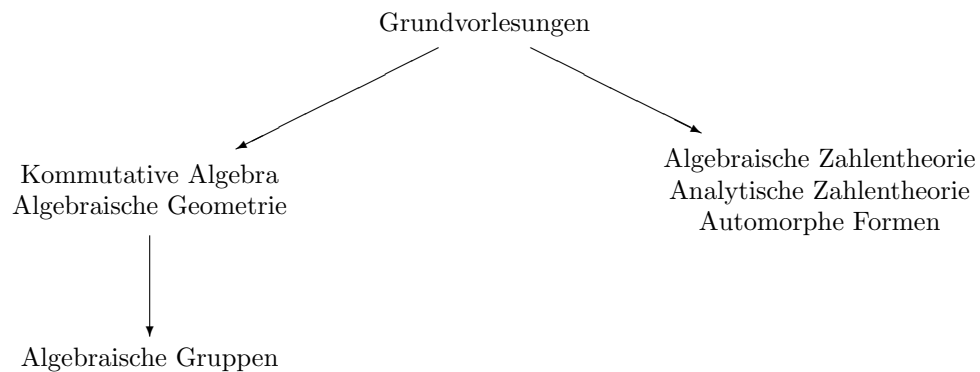 Grundvorlesungen
Kommutative Algebra
Algebraische Geometrie
Algebraische Zahlentheorie
Analytische Zahlentheorie
Automorphe Formen
Algebraische Gruppen